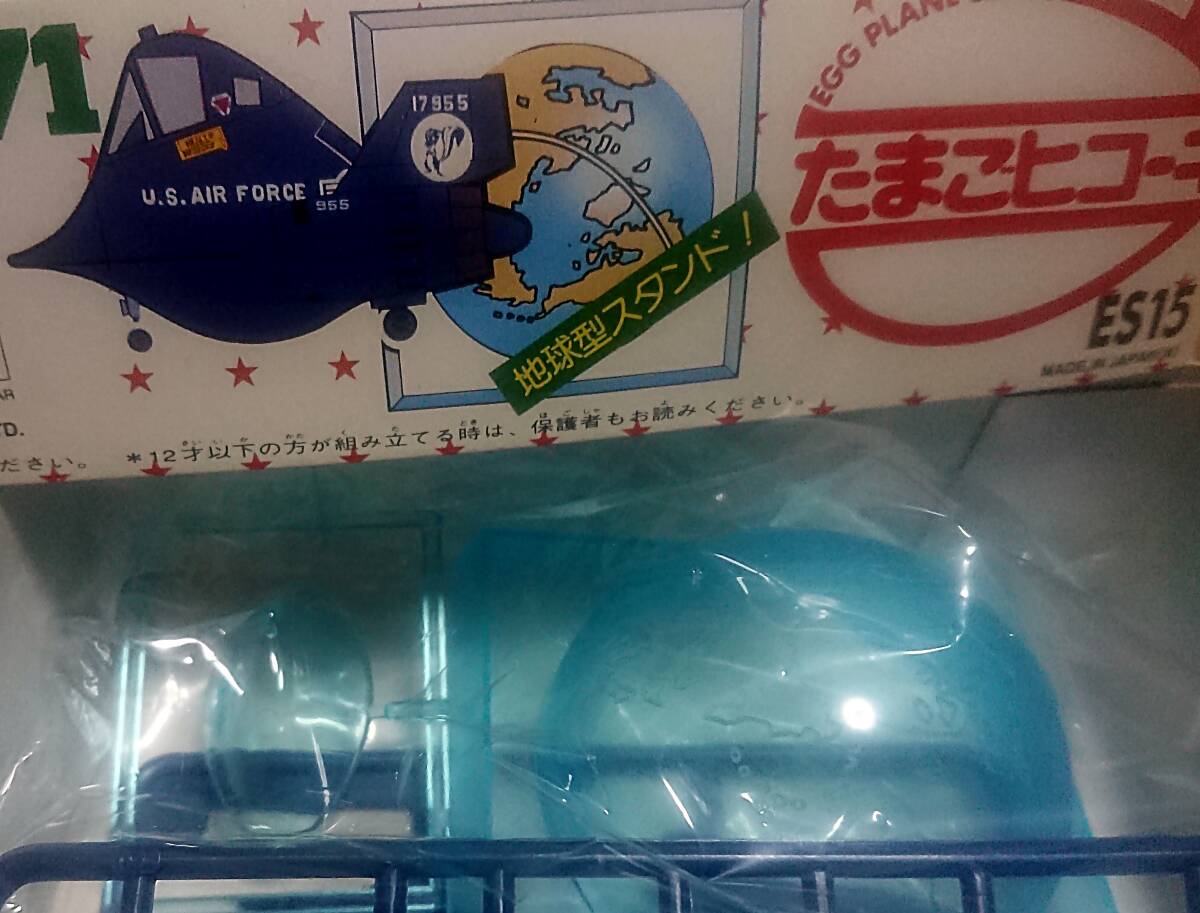 71
17955
U.S. AIR FORCE
955
地球型スタンド!
EGG PLANE
たまごヒコー
ES15
MADE IN JAPAN
AR
TD.
ださい。
*12才以下の方が組み立てる時は、保護者もお読みください。